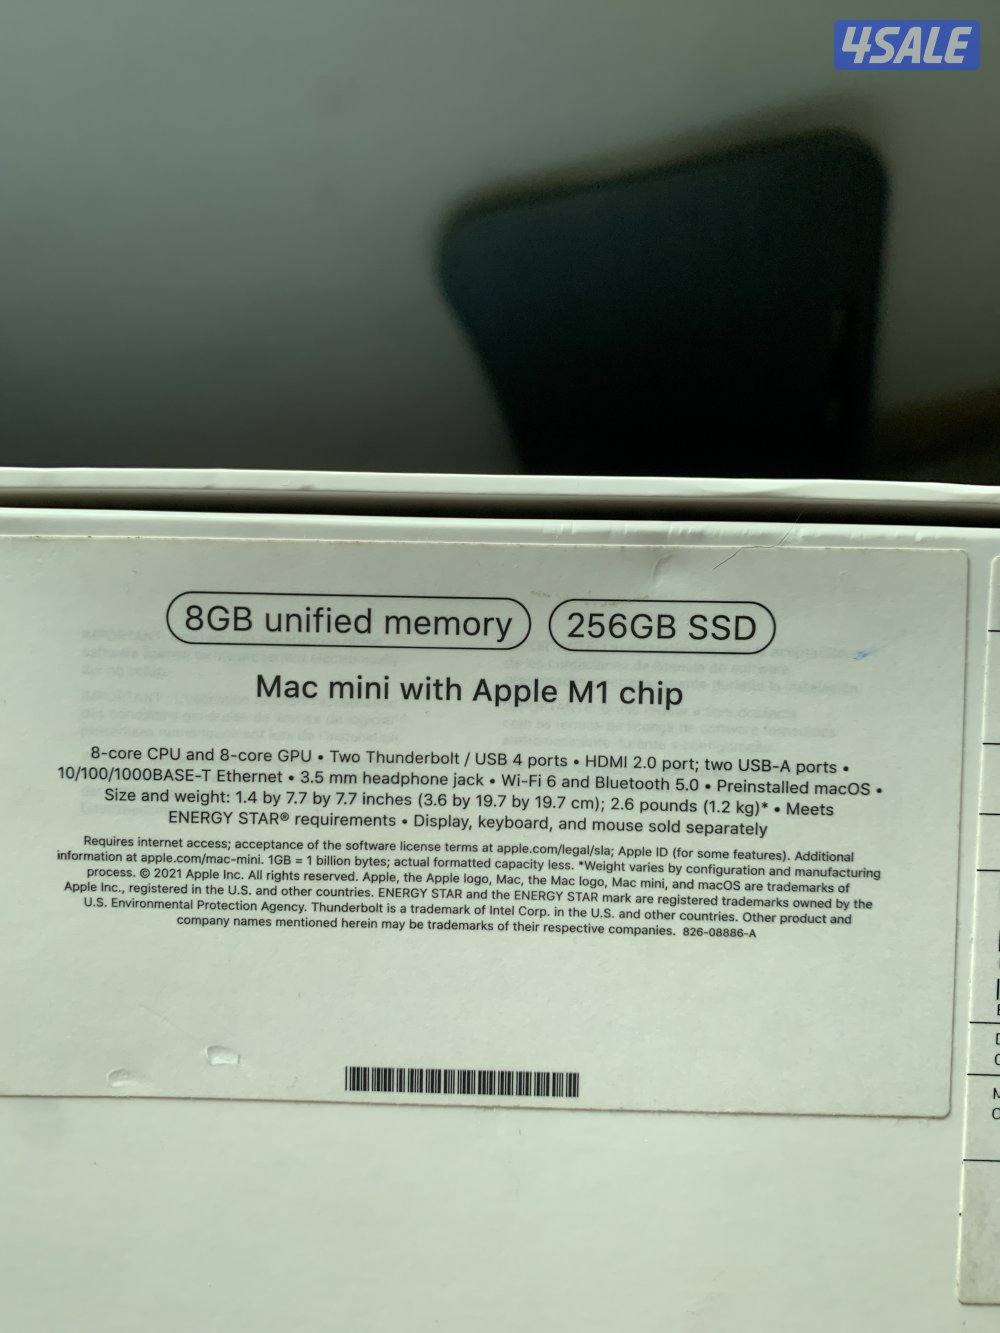 4SALE
8GB unified memory 256GB SSD
Mac mini with Apple M1 chip
8-core CPU and 8-core GPU • Two Thunderbolt / USB 4 ports • HDMI 2.0 port; two USB-A ports •
10/100/1000BASE-T Ethernet • 3.5 mm headphone jack • Wi-Fi 6 and Bluetooth 5.0 • Preinstalled macOS •
Size and weight: 1.4 by 7.7 by 7.7 inches (3.6 by 19.7 by 19.7 cm); 2.6 pounds (1.2 kg)* • Meets
ENERGY STAR® requirements • Display, keyboard, and mouse sold separately
Requires internet access; acceptance of the software license terms at apple.com/legal/sla; Apple ID (for some features). Additional
information at apple.com/mac-mini. 1GB = 1 billion bytes; actual formatted capacity less. *Weight varies by configuration and manufacturing
process. © 2021 Apple Inc. All rights reserved. Apple, the Apple logo, Mac, the Mac logo, Mac mini, and macOS are trademarks of
Apple Inc., registered in the U.S. and other countries. ENERGY STAR and the ENERGY STAR mark are registered trademarks owned by the
U.S. Environmental Protection Agency. Thunderbolt is a trademark of Intel Corp. in the U.S. and other countries. Other product and
company names mentioned herein may be trademarks of their respective companies. 826-08886-A